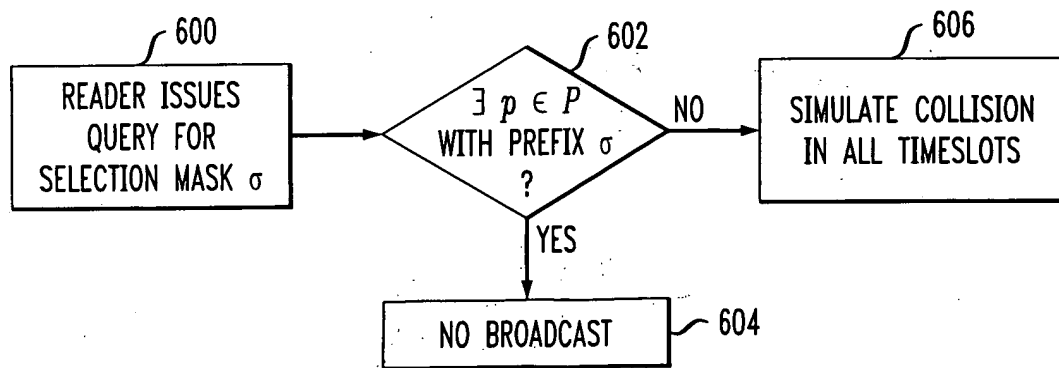 600
READER ISSUES
QUERY FOR
SELECTION MASK σ
602
∃ p ∈ P
WITH PREFIX σ
?
NO
606
SIMULATE COLLISION
IN ALL TIMESLOTS
YES
NO BROADCAST
604